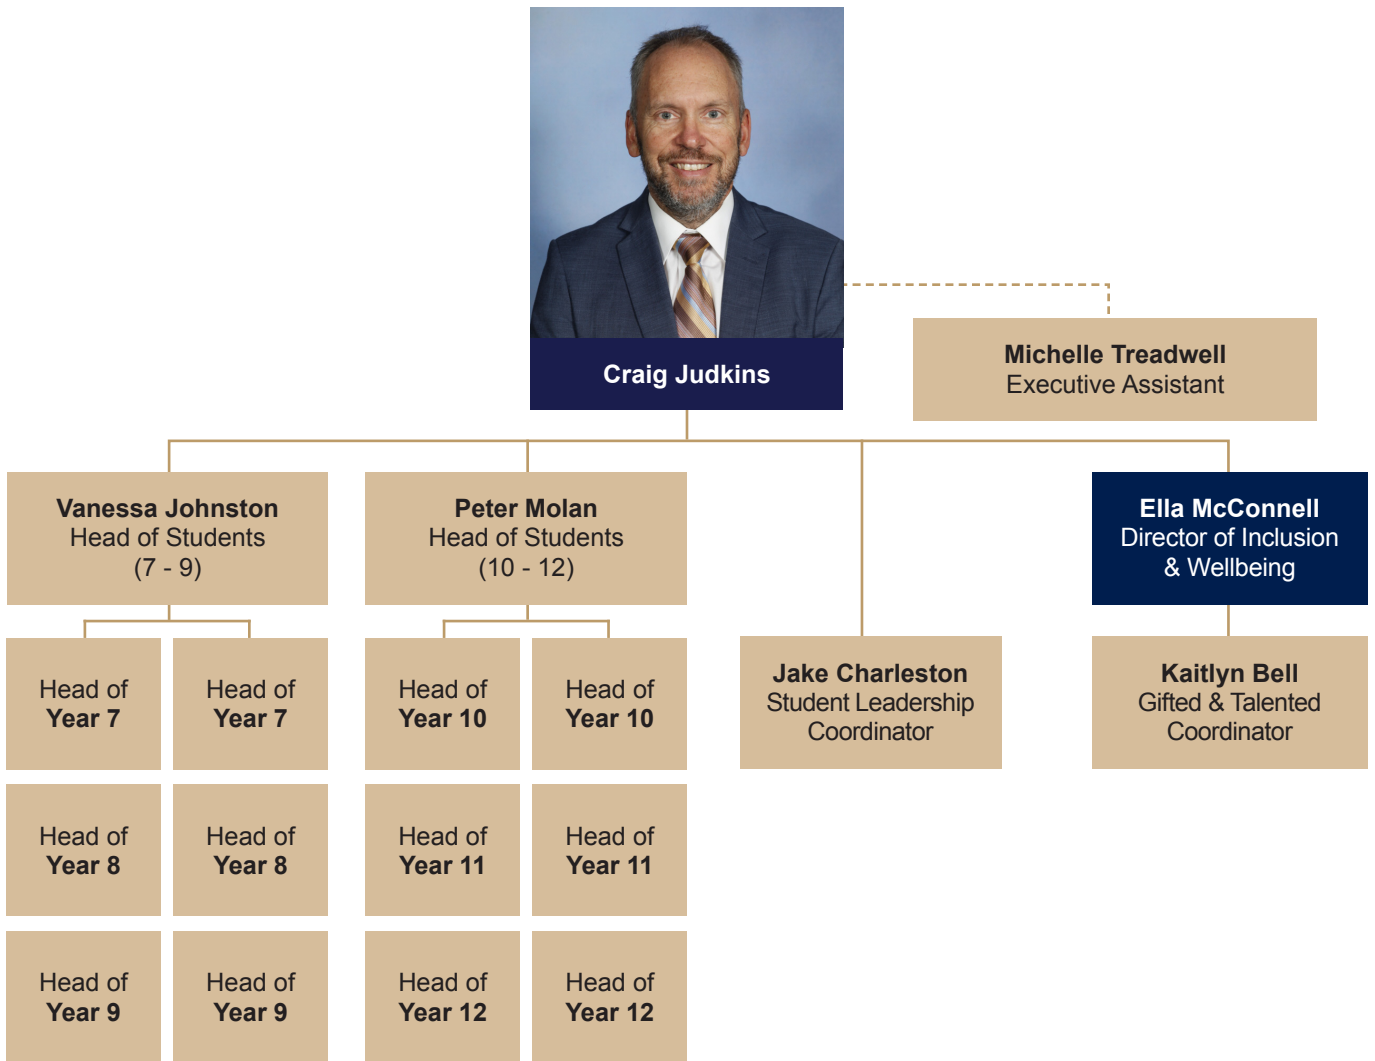 Craig Judkins
Michelle Treadwell
Executive Assistant
Vanessa Johnston
Head of Students
(7 - 9)
Peter Molan
Head of Students
(10 - 12)
Ella McConnell
Director of Inclusion
& Wellbeing
Head of
Year 7
Head of
Year 7
Head of
Year 10
Head of
Year 10
Jake Charleston
Student Leadership
Coordinator
Kaitlyn Bell
Gifted & Talented
Coordinator
Head of
Year 8
Head of
Year 8
Head of
Year 11
Head of
Year 11
Head of
Year 9
Head of
Year 9
Head of
Year 12
Head of
Year 12